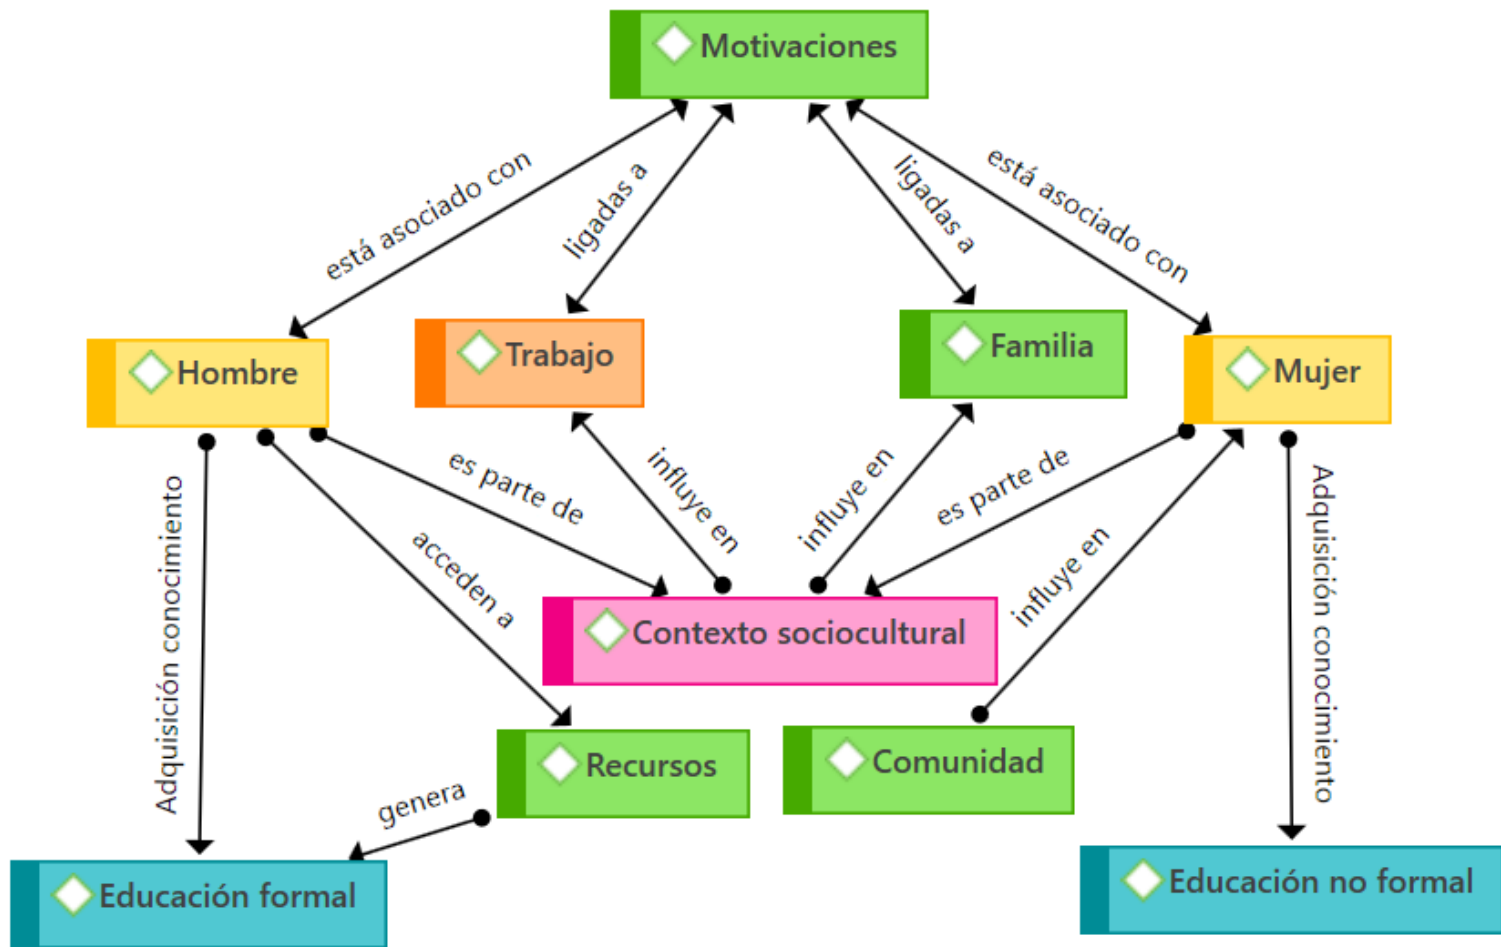 Motivaciones
está asociado con
ligadas a
ligadas a
está asociado con
Hombre
Trabajo
Familia
Mujer
Adquisición conocimiento
acceden a
es parte de
influye en
influye en
es parte de
influye en
Adquisición conocimiento
Contexto sociocultural
Recursos
Comunidad
genera
Educación formal
Educación no formal